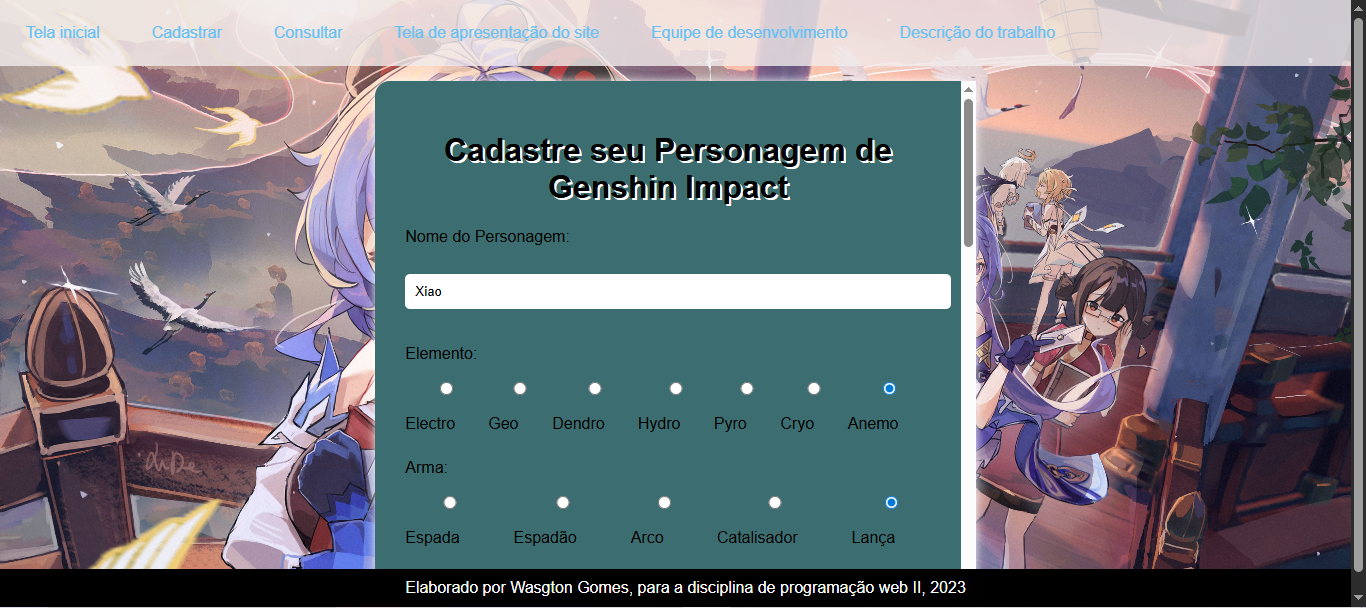 Tela inicial Cadastrar Consultar Tela de apresentação do site Equipe de desenvolvimento Descrição do trabalho
Cadastre seu Personagem de
Genshin Impact
Nome do Personagem:
Xiao
Elemento:
Electro Geo Dendro Hydro Pyro Cryo Anemo
Arma:
Espada Espadão Arco Catalisador Lança
Elaborado por Wasgton Gomes, para a disciplina de programação web II, 2023